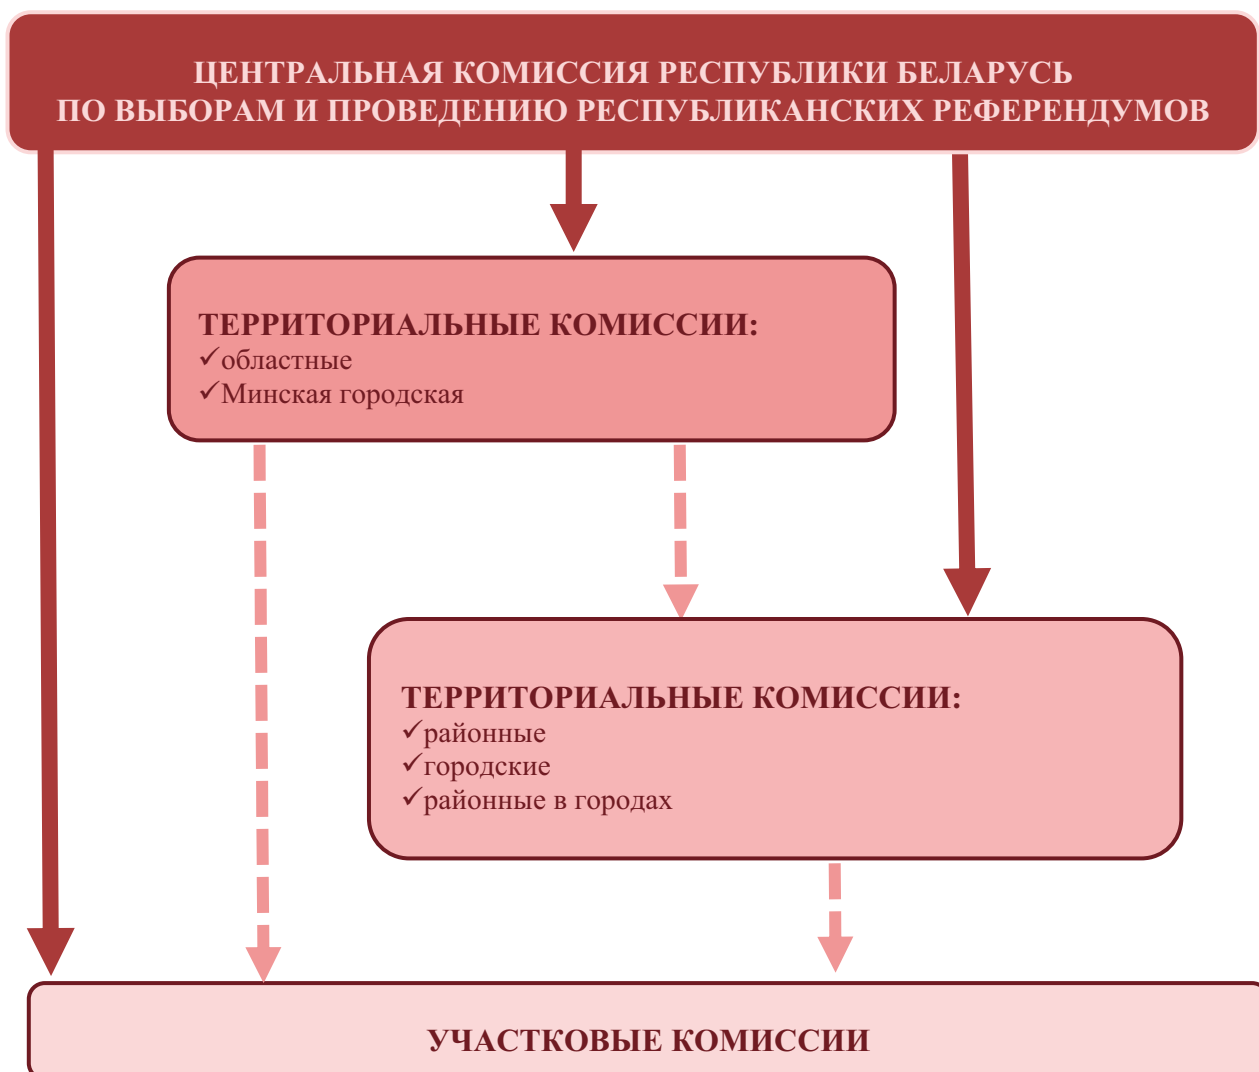 ЦЕНТРАЛЬНАЯ КОМИССИЯ РЕСПУБЛИКИ БЕЛАРУСЬ
ПО ВЫБОРАМ И ПРОВЕДЕНИЮ РЕСПУБЛИКАНСКИХ РЕФЕРЕНДУМОВ
ТЕРРИТОРИАЛЬНЫЕ КОМИССИИ:
✓областные
✓Минская городская
ТЕРРИТОРИАЛЬНЫЕ КОМИССИИ:
✓районные
✓городские
✓районные в городах
УЧАСТКОВЫЕ КОМИССИИ